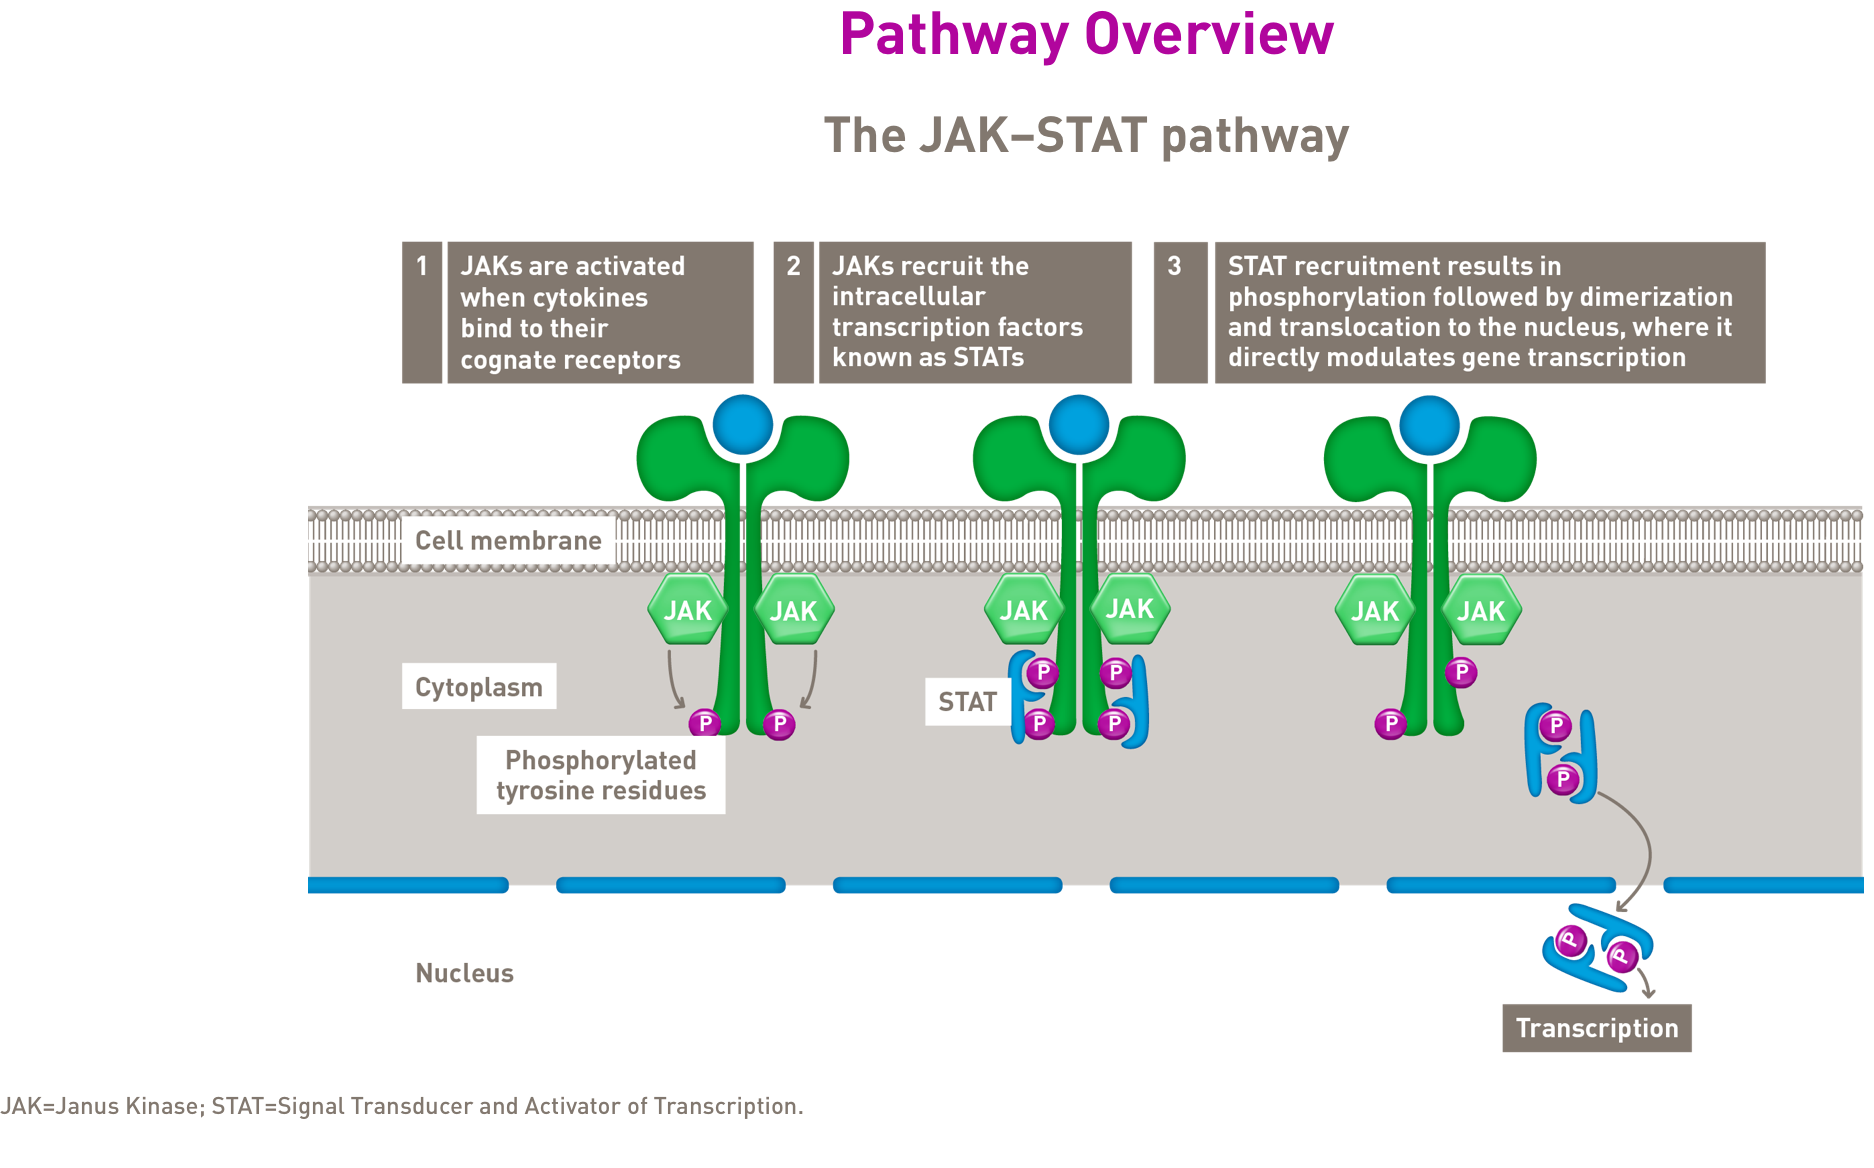 Pathway Overview
The JAK–STAT pathway
1
JAKs are activated
when cytokines
bind to their
cognate receptors
2
JAKs recruit the
intracellular
transcription factors
known as STATs
3
STAT recruitment results in
phosphorylation followed by dimerization
and translocation to the nucleus, where it
directly modulates gene transcription
Cell membrane
JAK
JAK
JAK
JAK
JAK
JAK
Cytoplasm
STAT
P
P
P
P
P
P
P
P
P
P
Phosphorylated
tyrosine residues
P
P
Nucleus
Transcription
JAK=Janus Kinase; STAT=Signal Transducer and Activator of Transcription.